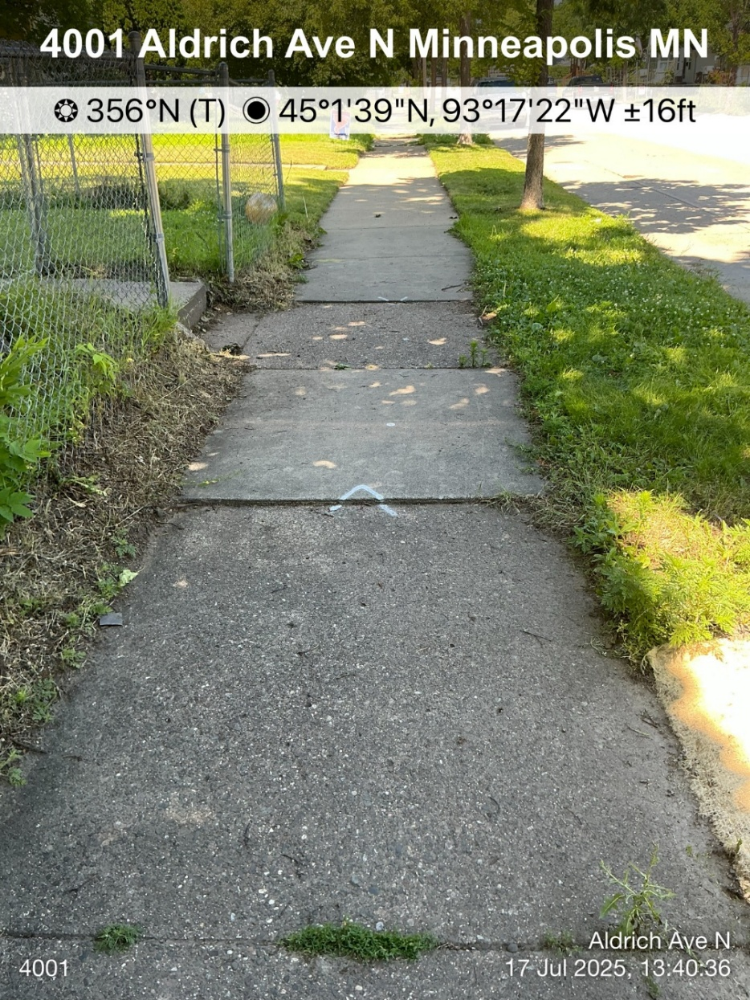 4001 Aldrich Ave N Minneapolis MN
356°N (T) 45°1'39"N, 93°17'22"W ±16ft
Aldrich Ave N
4001 17 Jul 2025, 13:40:36